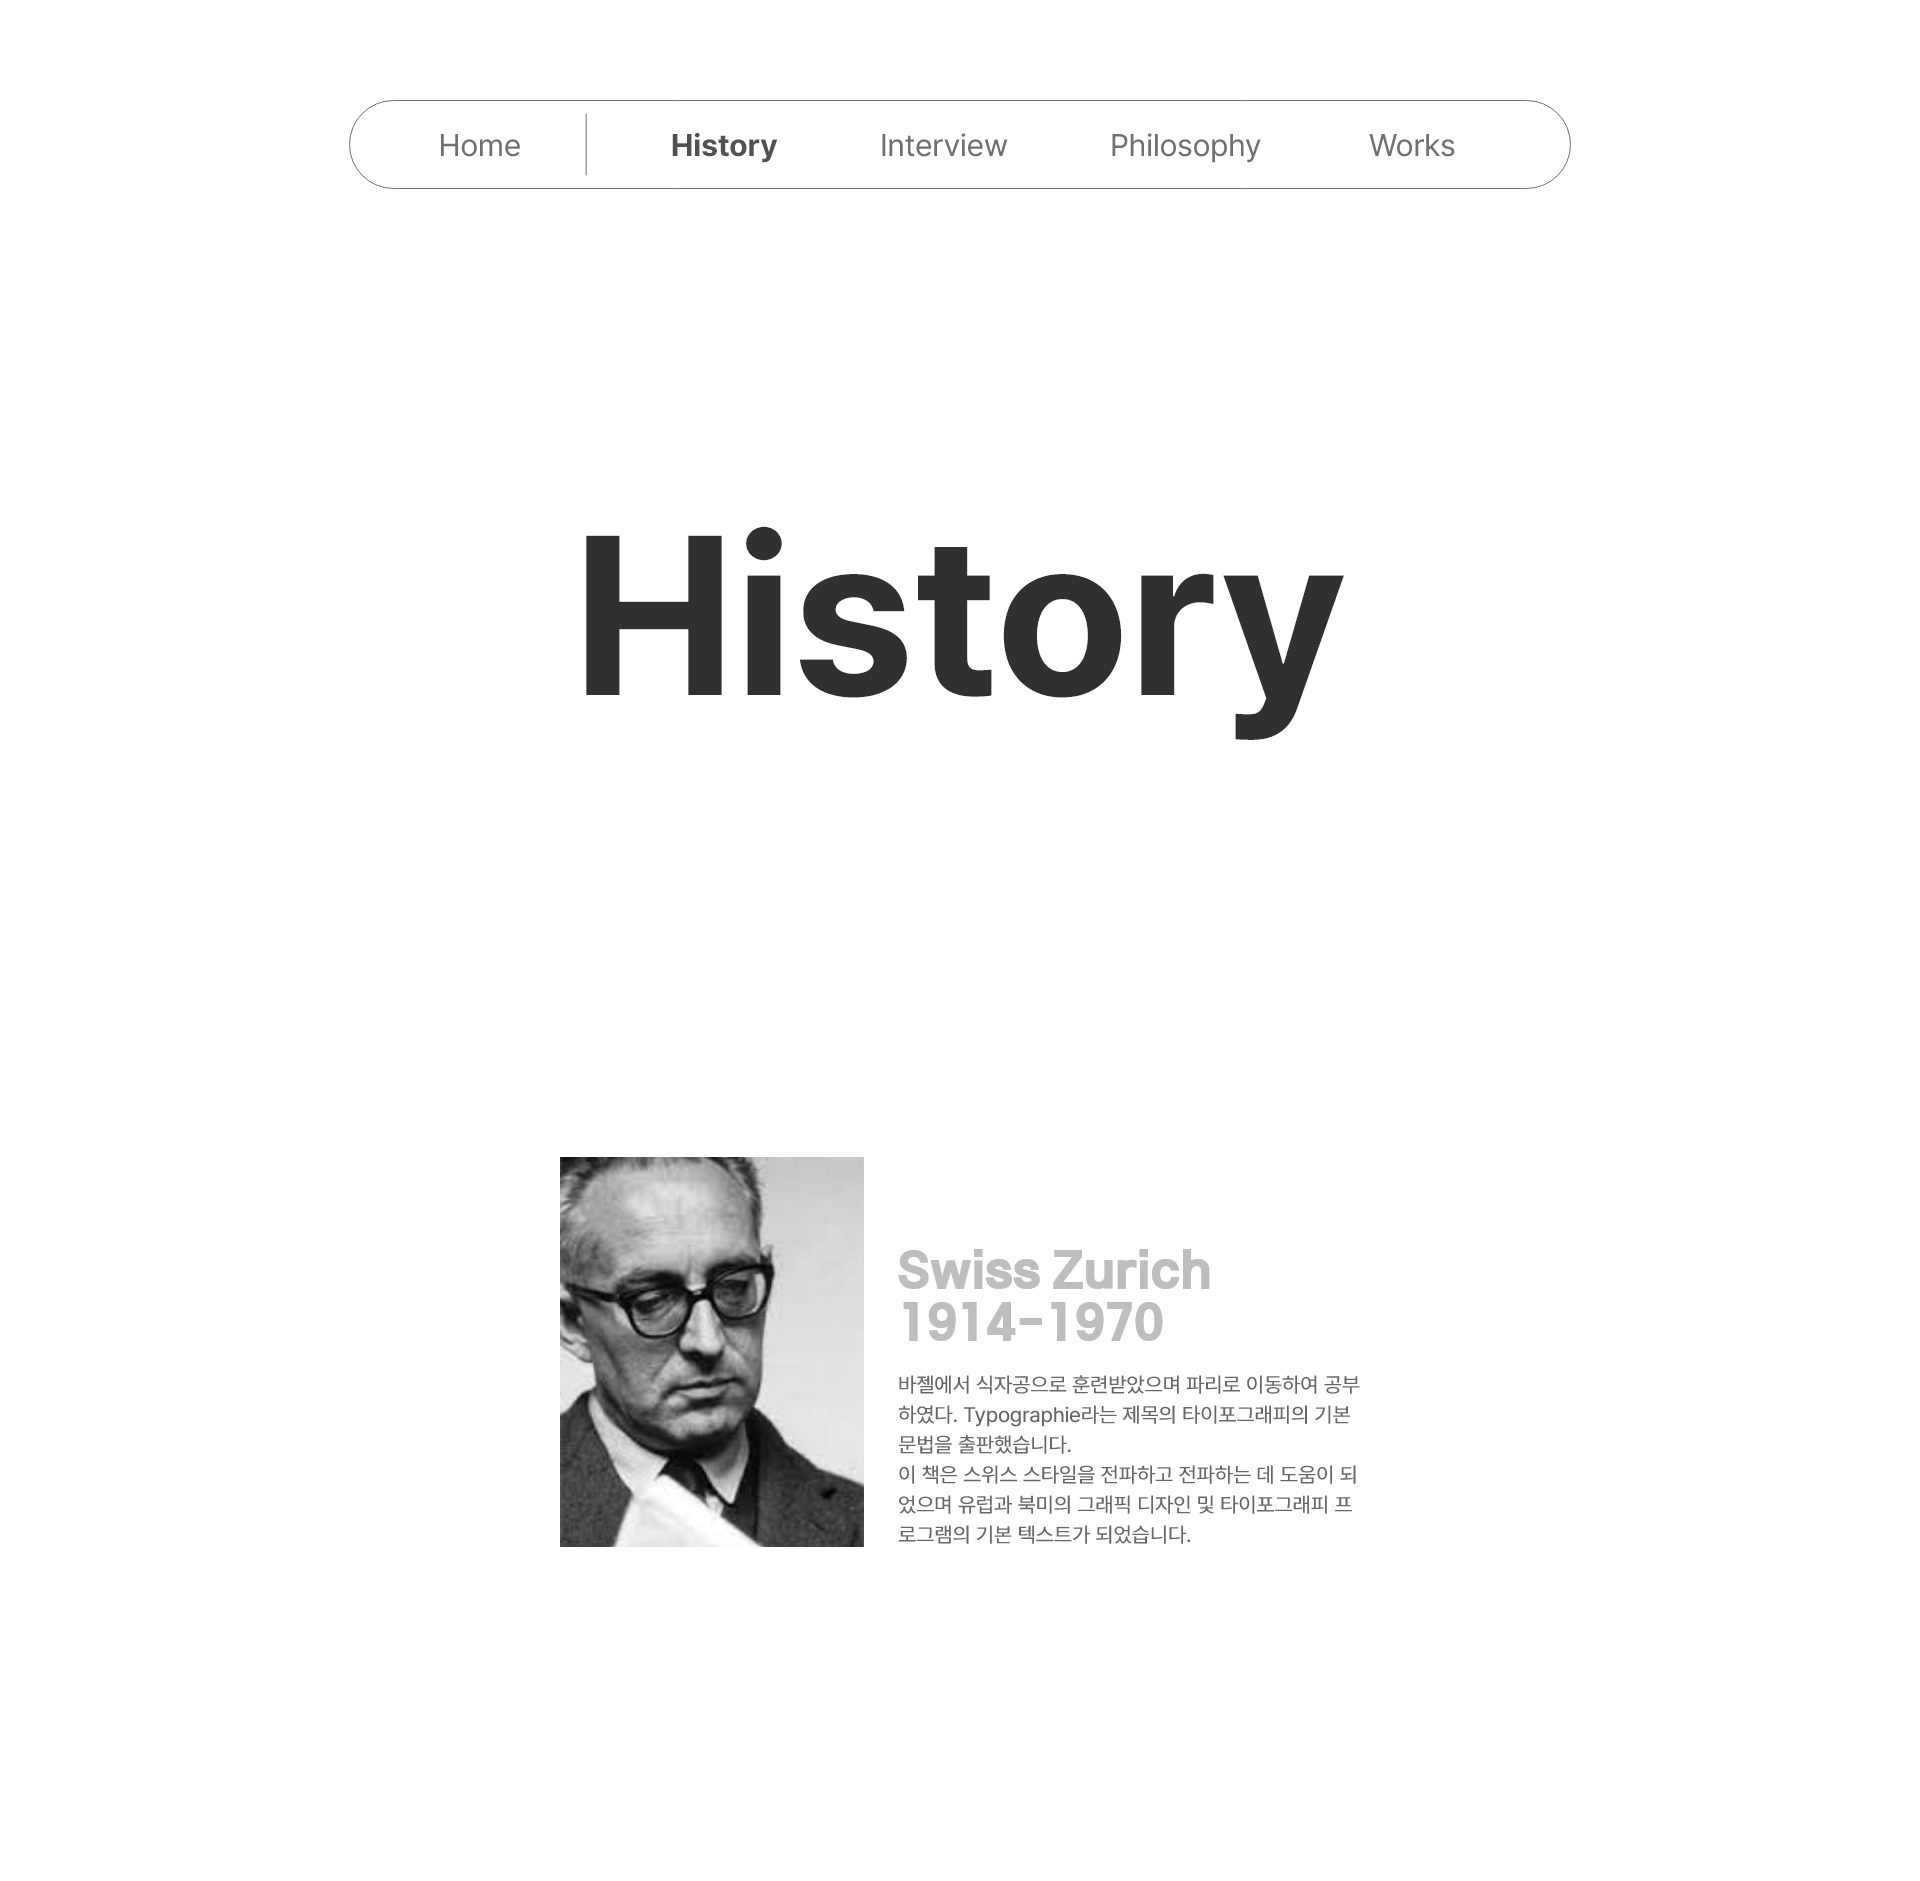 Home History Interview Philosophy Works
History
Swiss Zurich
1914-1970
바젤에서 식자공으로 훈련받았으며 파리로 이동하여 공부
하였다. Typographie라는 제목의 타이포그래피의 기본
문법을 출판했습니다.
이 책은 스위스 스타일을 전파하고 전파하는 데 도움이 되
었으며 유럽과 북미의 그래픽 디자인 및 타이포그래피 프
로그램의 기본 텍스트가 되었습니다.